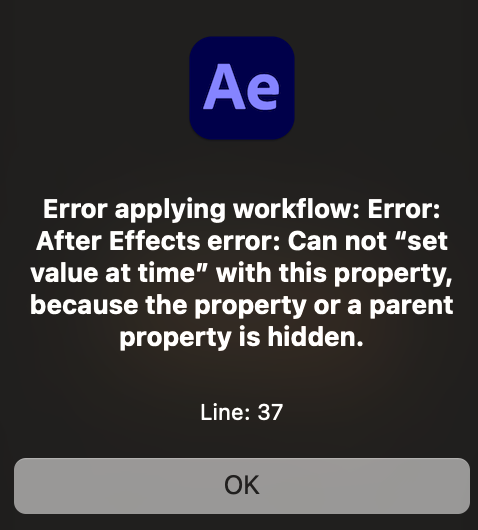 Ae
Error applying workflow: Error:
After Effects error: Can not “set
value at time” with this property,
because the property or a parent
property is hidden.
Line: 37
OK